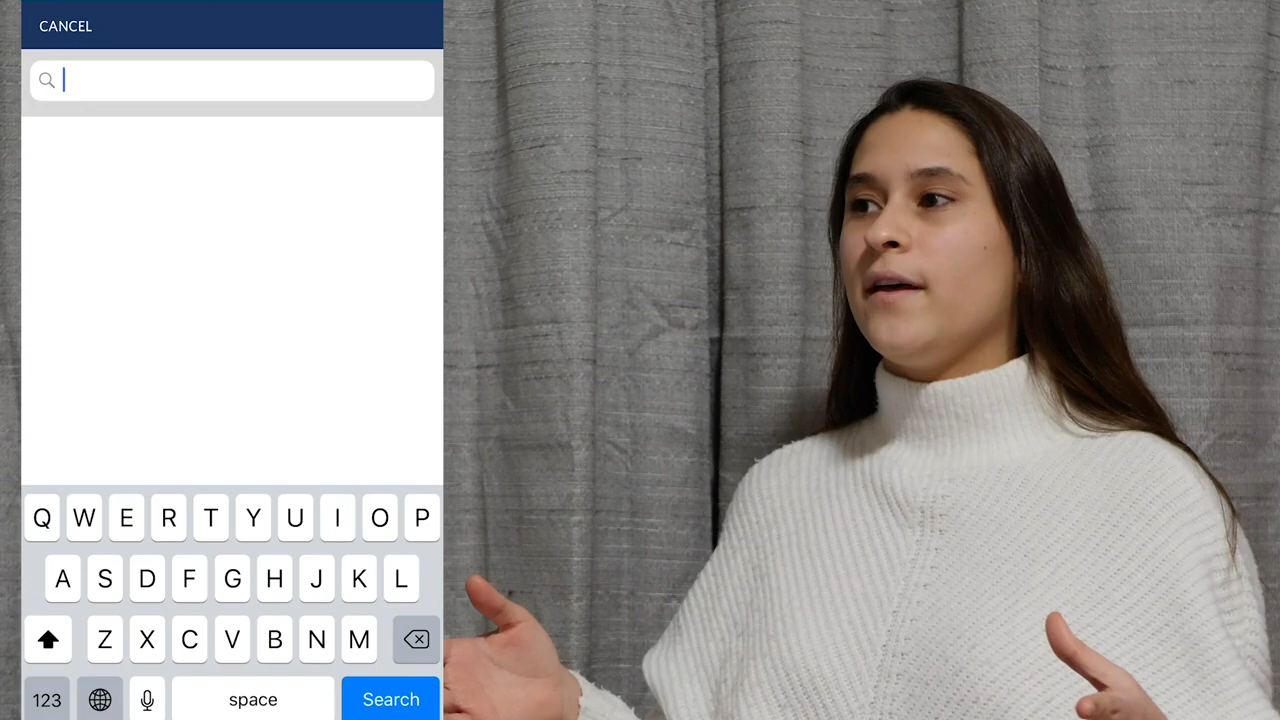 CANCEL
Q W E R T Y U I O P
A S D F G H J K L
Z X C V B N M
123 space Search